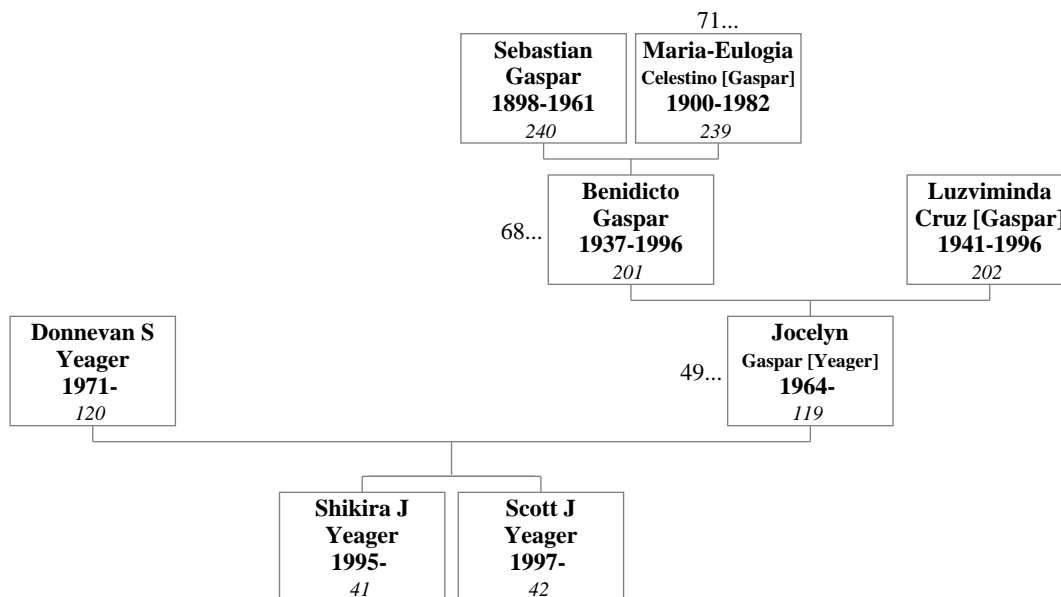 71...
Sebastian
Gaspar
1898-1961
240
Maria-Eulogia
Celestino [Gaspar]
1900-1982
239
68...
Benidicto
Gaspar
1937-1996
201
Luzviminda
Cruz [Gaspar]
1941-1996
202
Donnevan S
Yeager
1971-
120
49...
Jocelyn
Gaspar [Yeager]
1964-
119
Shikira J
Yeager
1995-
41
Scott J
Yeager
1997-
42